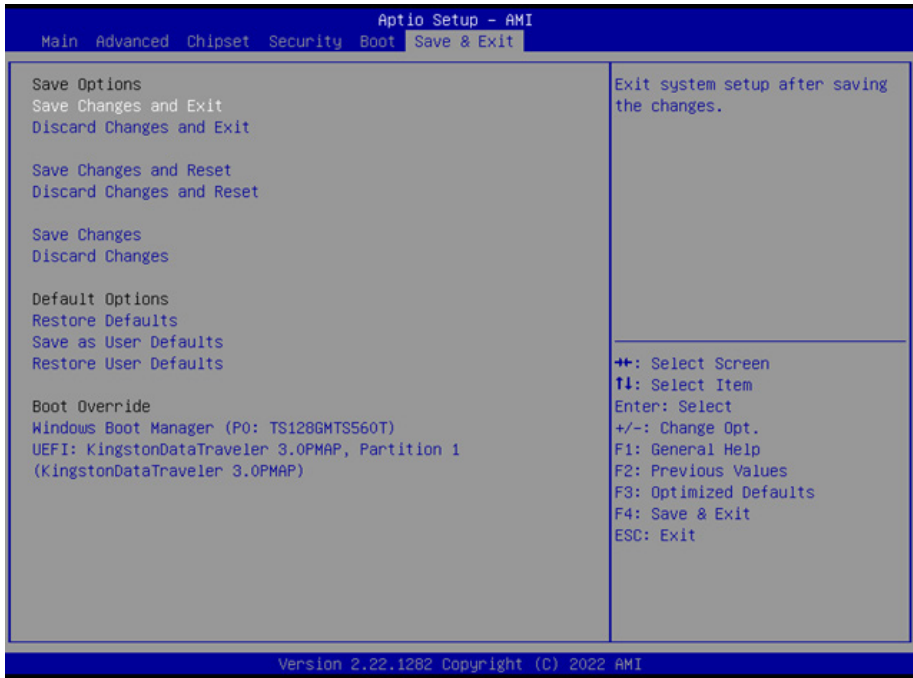 Aptio Setup – AMI
Main Advanced Chipset Security Boot Save & Exit
Save Options
Save Changes and Exit
Discard Changes and Exit
Save Changes and Reset
Discard Changes and Reset
Save Changes
Discard Changes
Default Options
Restore Defaults
Save as User Defaults
Restore User Defaults
Boot Override
Windows Boot Manager (P0: TS128GMTS560T)
UEFI: KingstonDataTraveler 3.0PMAP, Partition 1
(KingstonDataTraveler 3.0PMAP)
Exit system setup after saving
the changes.
→←: Select Screen
↑↓: Select Item
Enter: Select
+/-: Change Opt.
F1: General Help
F2: Previous Values
F3: Optimized Defaults
F4: Save & Exit
ESC: Exit
Version 2.22.1282 Copyright (C) 2022 AMI